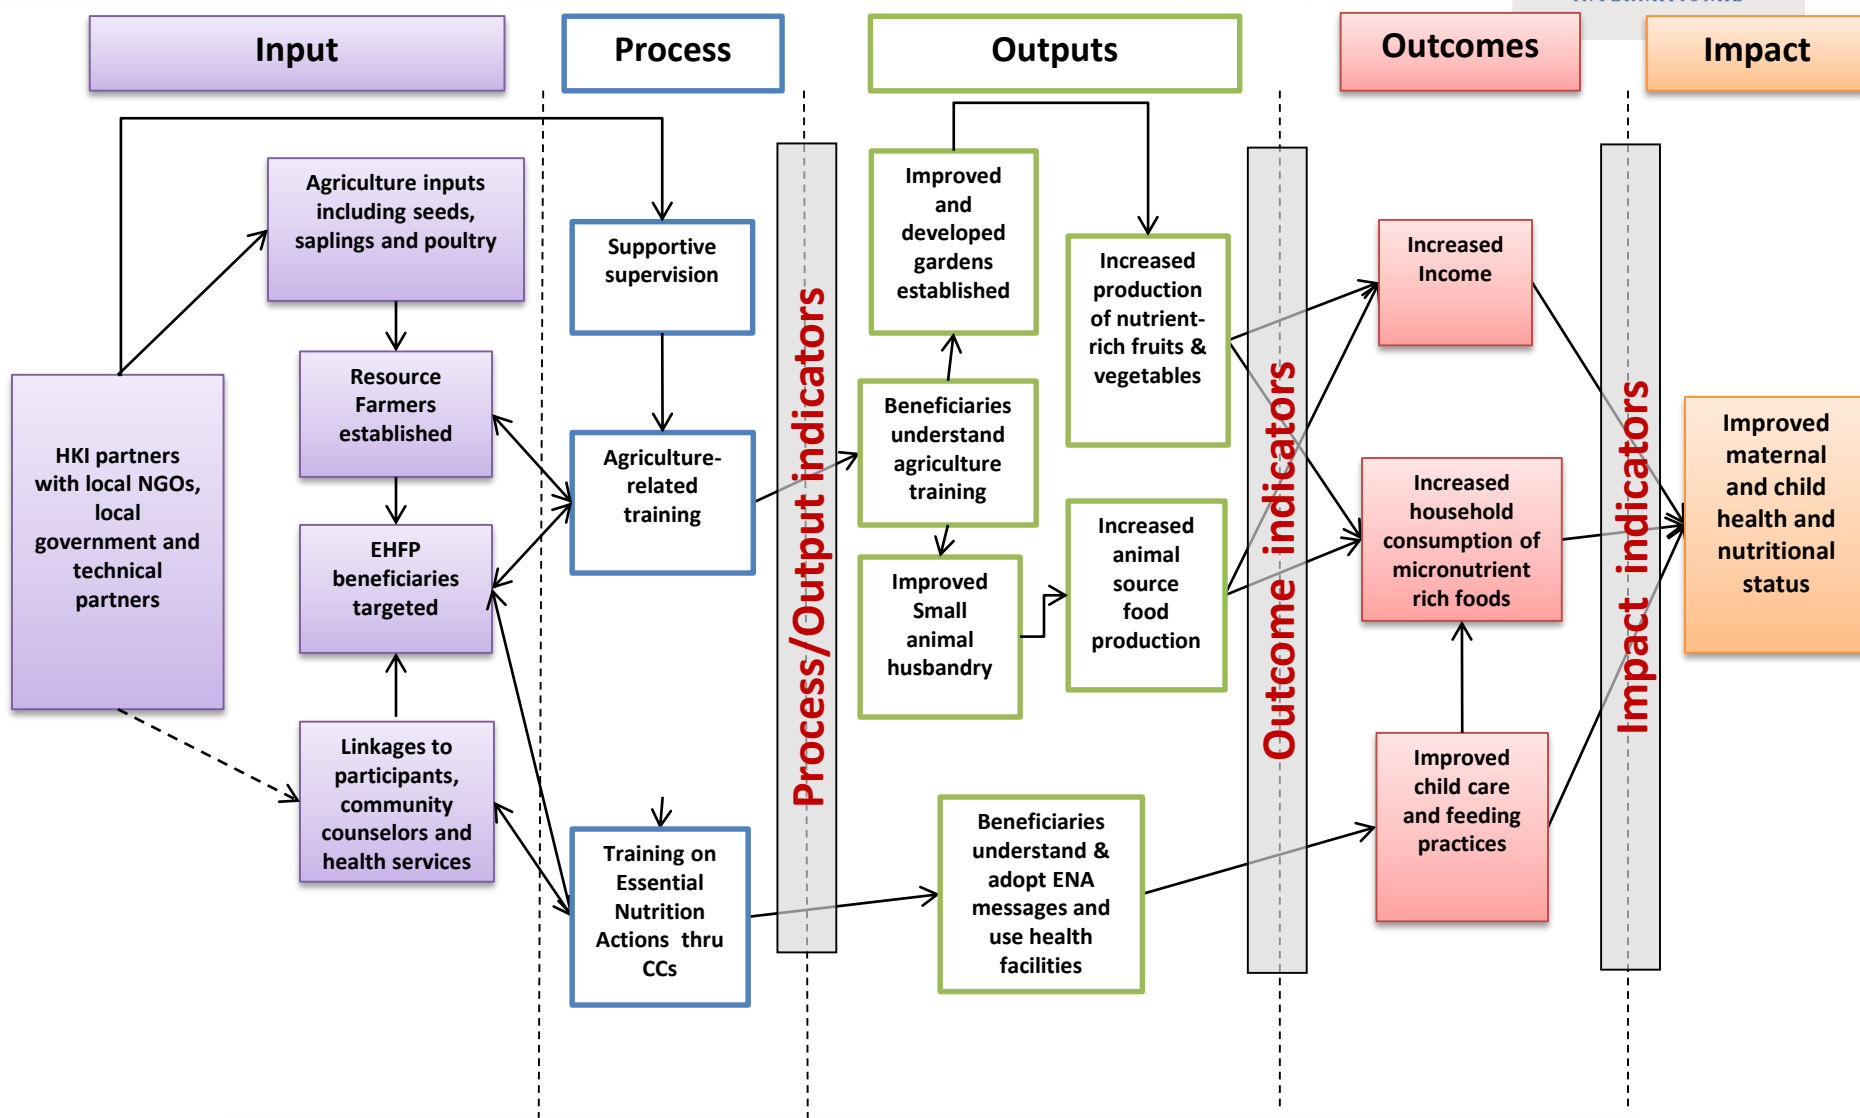 Input
Process
Outputs
Outcomes
Impact
Agriculture inputs
including seeds,
saplings and poultry
Resource
Farmers
established
HKI partners
with local NGOs,
local
government and
technical
partners
EHFP
beneficiaries
targeted
Linkages to
participants,
community
counselors and
health services
Supportive
supervision
Agriculture-
related
training
Training on
Essential
Nutrition
Actions thru
CCs
Process/Output indicators
Improved
and
developed
gardens
established
Increased
production
of nutrient-
rich fruits &
vegetables
Beneficiaries
understand
agriculture
training
Improved
Small
animal
husbandry
Increased
animal
source
food
production
Beneficiaries
understand &
adopt ENA
messages and
use health
facilities
Outcome indicators
Increased
Income
Increased
household
consumption of
micronutrient
rich foods
Improved
child care
and feeding
practices
Impact indicators
Improved
maternal
and child
health and
nutritional
status